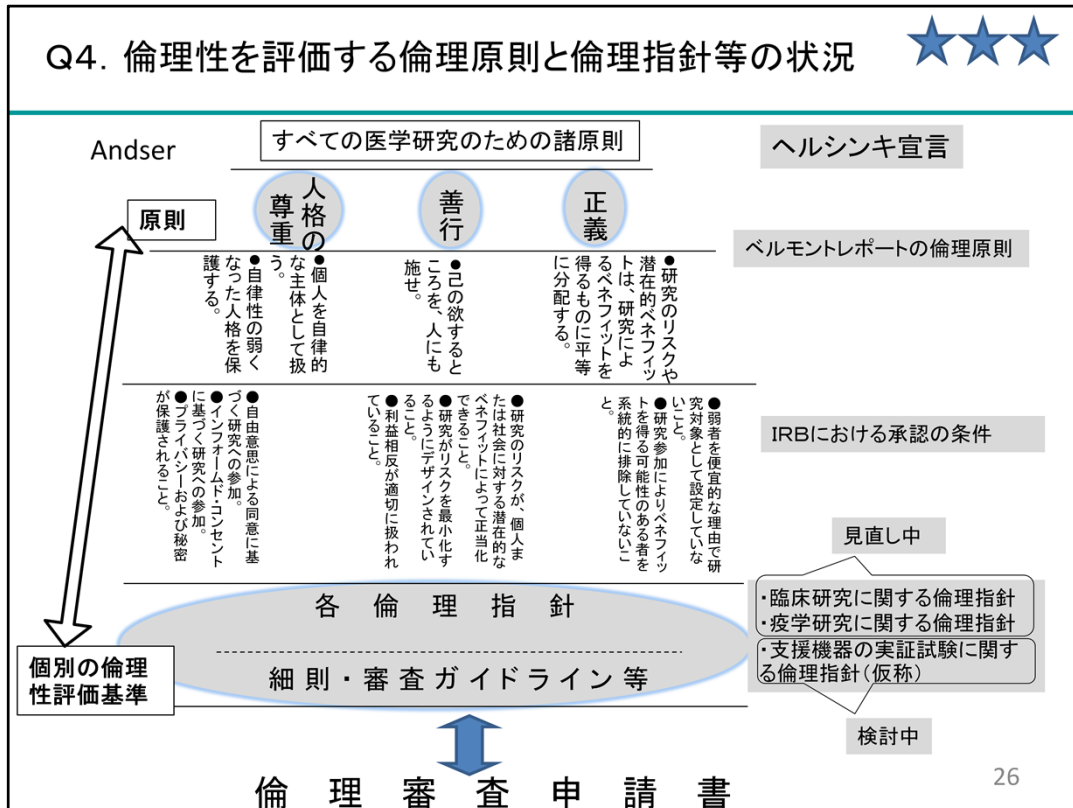 Q4. 倫理性を評価する倫理原則と倫理指針等の状況
Andser
すべての医学研究のための諸原則
ヘルシンキ宣言
原則
人格の
尊重
善行
正義
ベルモントレポートの倫理原則
●個人を自律的
な主体として扱
う。
●自律性の弱く
なった人格を保
護する。
●己の欲すると
ころを、人にも
施せ。
●研究のリスクや
潜在的ベネフィッ
トは、研究によ
るベネフィットを
得るものに平等
に分配する。
IRBにおける承認の条件
●自由意思による同意に基
づく研究への参加。
●インフォームド・コンセント
に基づく研究への参加。
●プライバシーおよび秘密
が保護されること。
●研究のリスクが、個人ま
たは社会に対する潜在的な
ベネフィットによって正当化
できること。
●研究がリスクを最小化す
るようにデザインされてい
ること。
●利益相反が適切に扱われ
ていること。
●弱者を便宜的な理由で研
究対象として設定していな
いこと。
●研究参加によりベネフィッ
トを得る可能性のある者を
系統的に排除していないこ
と。
見直し中
各倫理指針
・臨床研究に関する倫理指針
・疫学研究に関する倫理指針
・支援機器の実証試験に関す
る倫理指針(仮称)
個別の倫理
性評価基準
細則・審査ガイドライン等
検討中
倫理審査申請書
26